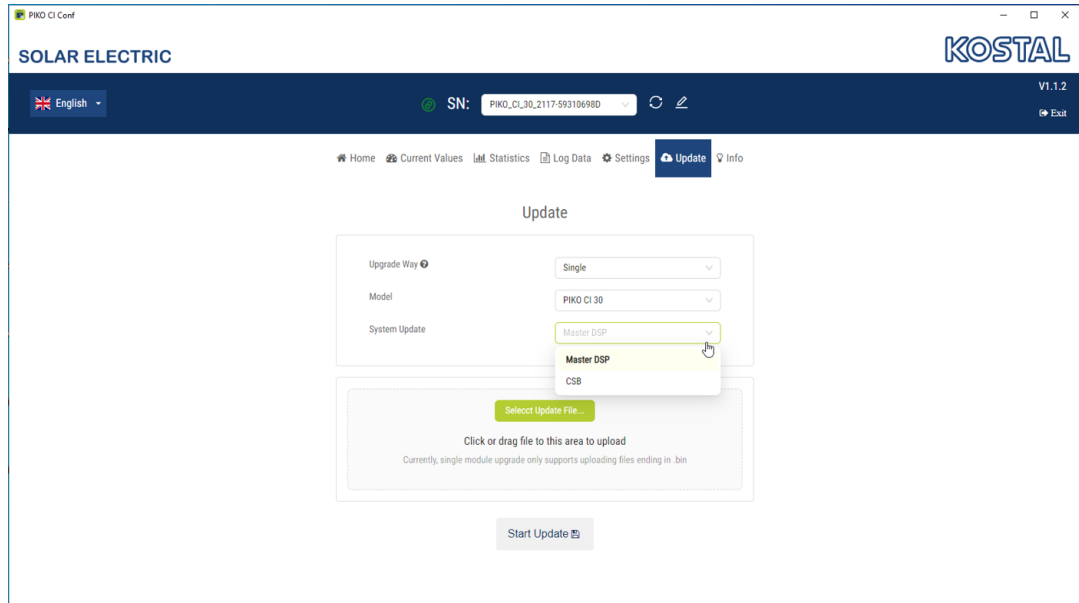 PIKO CI Conf
SOLAR ELECTRIC
KOSTAL
V1.1.2
English
SN: PIKO_CI_30_2117-59310698D
Exit
Home Current Values Statistics Log Data Settings Update Info
Update
Upgrade Way Single
Model PIKO CI 30
System Update Master DSP
Master DSP
CSB
Selecct Update File...
Click or drag file to this area to upload
Currently, single module upgrade only supports uploading files ending in .bin
Start Update